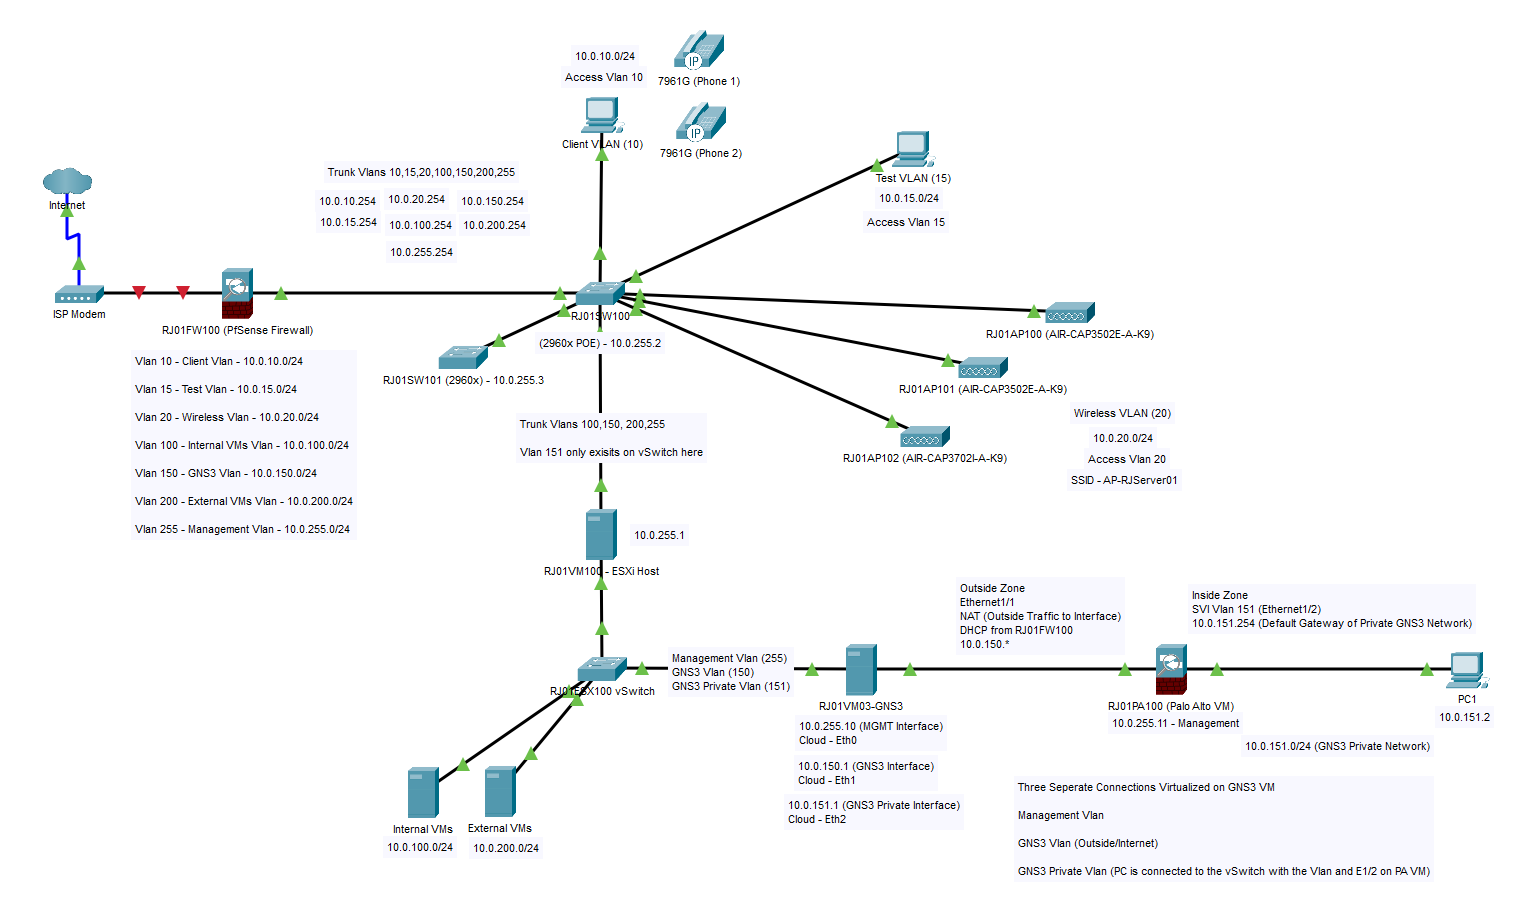 10.0.10.0/24
Access Vlan 10
IP
7961G (Phone 1)
Client VLAN (10)
IP
7961G (Phone 2)
Test VLAN (15)
10.0.15.0/24
Access Vlan 15
Internet
Trunk Vlans 10,15,20,100,150,200,255
10.0.10.254
10.0.20.254
10.0.150.254
10.0.15.254
10.0.100.254
10.0.200.254
10.0.255.254
ISP Modem
RJ01FW100 (PfSense Firewall)
RJ01SW100
(2960x POE) - 10.0.255.2
RJ01SW101 (2960x) - 10.0.255.3
RJ01AP100 (AIR-CAP3502E-A-K9)
RJ01AP101 (AIR-CAP3502E-A-K9)
RJ01AP102 (AIR-CAP3702I-A-K9)
Wireless VLAN (20)
10.0.20.0/24
Access Vlan 20
SSID - AP-RJServer01
Vlan 10 - Client Vlan - 10.0.10.0/24
Vlan 15 - Test Vlan - 10.0.15.0/24
Vlan 20 - Wireless Vlan - 10.0.20.0/24
Vlan 100 - Internal VMs Vlan - 10.0.100.0/24
Vlan 150 - GNS3 Vlan - 10.0.150.0/24
Vlan 200 - External VMs Vlan - 10.0.200.0/24
Vlan 255 - Management Vlan - 10.0.255.0/24
Trunk Vlans 100,150, 200,255
Vlan 151 only exisits on vSwitch here
10.0.255.1
RJ01VM100 - ESXi Host
RJ01ESX100 vSwitch
Management Vlan (255)
GNS3 Vlan (150)
GNS3 Private Vlan (151)
Internal VMs
10.0.100.0/24
External VMs
10.0.200.0/24
RJ01VM03-GNS3
10.0.255.10 (MGMT Interface)
Cloud - Eth0
10.0.150.1 (GNS3 Interface)
Cloud - Eth1
10.0.151.1 (GNS3 Private Interface)
Cloud - Eth2
Outside Zone
Ethernet1/1
NAT (Outside Traffic to Interface)
DHCP from RJ01FW100
10.0.150.*
Inside Zone
SVI Vlan 151 (Ethernet1/2)
10.0.151.254 (Default Gateway of Private GNS3 Network)
RJ01PA100 (Palo Alto VM)
10.0.255.11 - Management
PC1
10.0.151.2
10.0.151.0/24 (GNS3 Private Network)
Three Seperate Connections Virtualized on GNS3 VM
Management Vlan
GNS3 Vlan (Outside/Internet)
GNS3 Private Vlan (PC is connected to the vSwitch with the Vlan and E1/2 on PA VM)